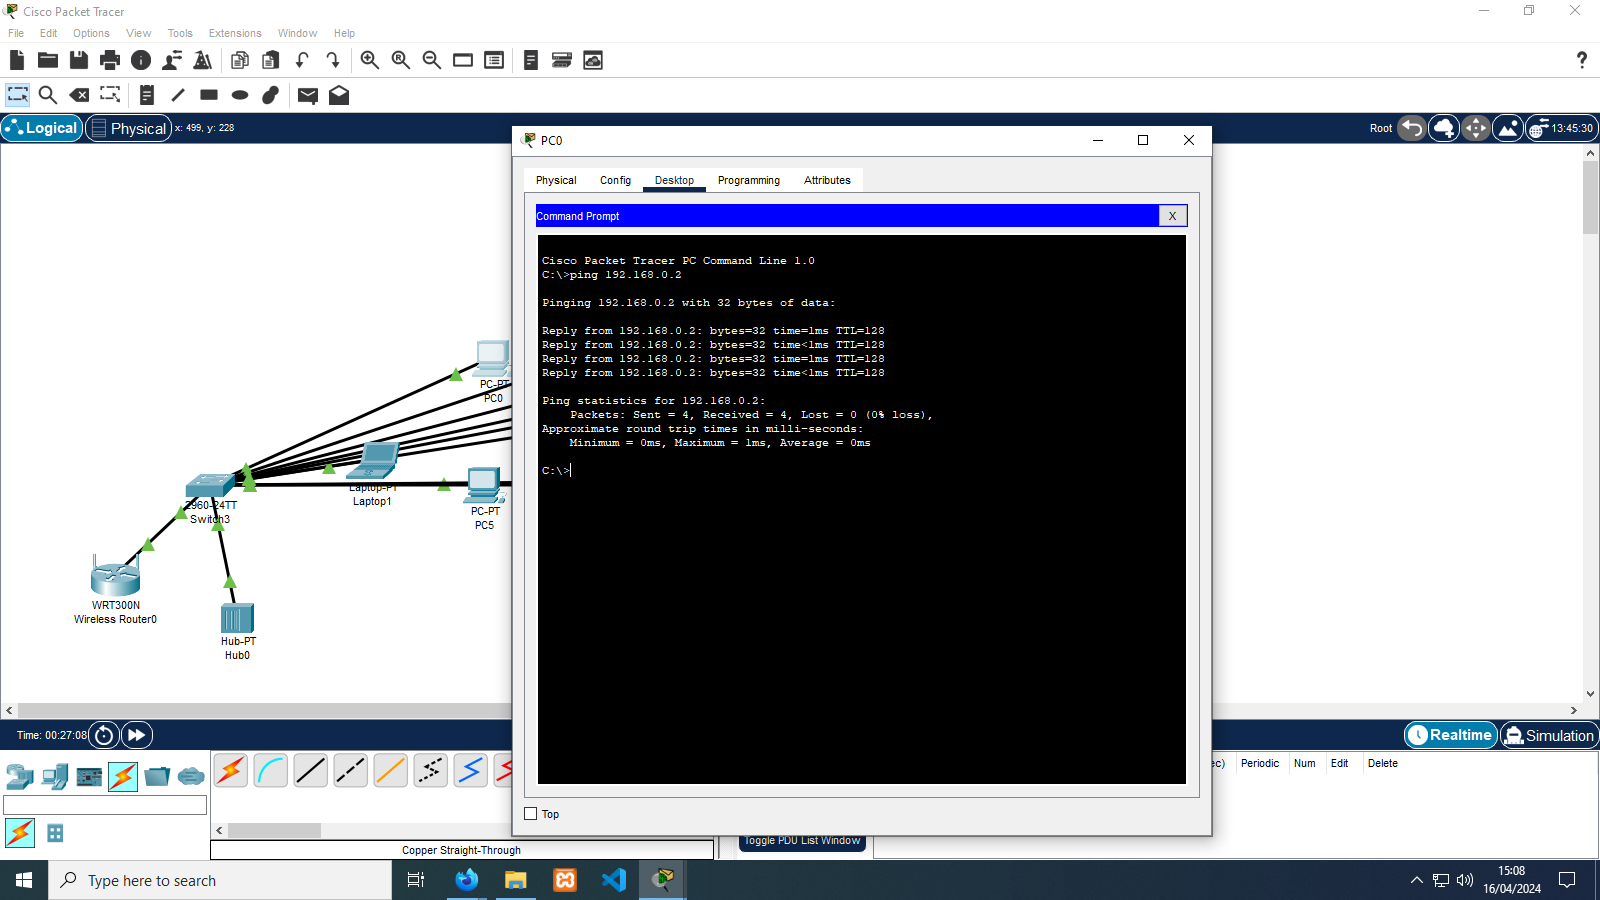 Cisco Packet Tracer
File Edit Options View Tools Extensions Window Help
Logical
Physical
x: 499, y: 228
Root
13:45:30
PC0
Physical Config Desktop Programming Attributes
Command Prompt
X
Cisco Packet Tracer PC Command Line 1.0
C:\>ping 192.168.0.2
Pinging 192.168.0.2 with 32 bytes of data:
Reply from 192.168.0.2: bytes=32 time=1ms TTL=128
Reply from 192.168.0.2: bytes=32 time<1ms TTL=128
Reply from 192.168.0.2: bytes=32 time=1ms TTL=128
Reply from 192.168.0.2: bytes=32 time<1ms TTL=128
Ping statistics for 192.168.0.2:
Packets: Sent = 4, Received = 4, Lost = 0 (0% loss),
Approximate round trip times in milli-seconds:
Minimum = 0ms, Maximum = 1ms, Average = 0ms
C:\>
Top
PC-PT
PC0
Laptop-PT
Laptop1
PC-PT
PC5
2960-24TT
Switch3
WRT300N
Wireless Router0
Hub-PT
Hub0
Time: 00:27:08
Realtime
Simulation
ec) Periodic Num Edit Delete
Toggle PDU List Window
Copper Straight-Through
Type here to search
15:08
16/04/2024